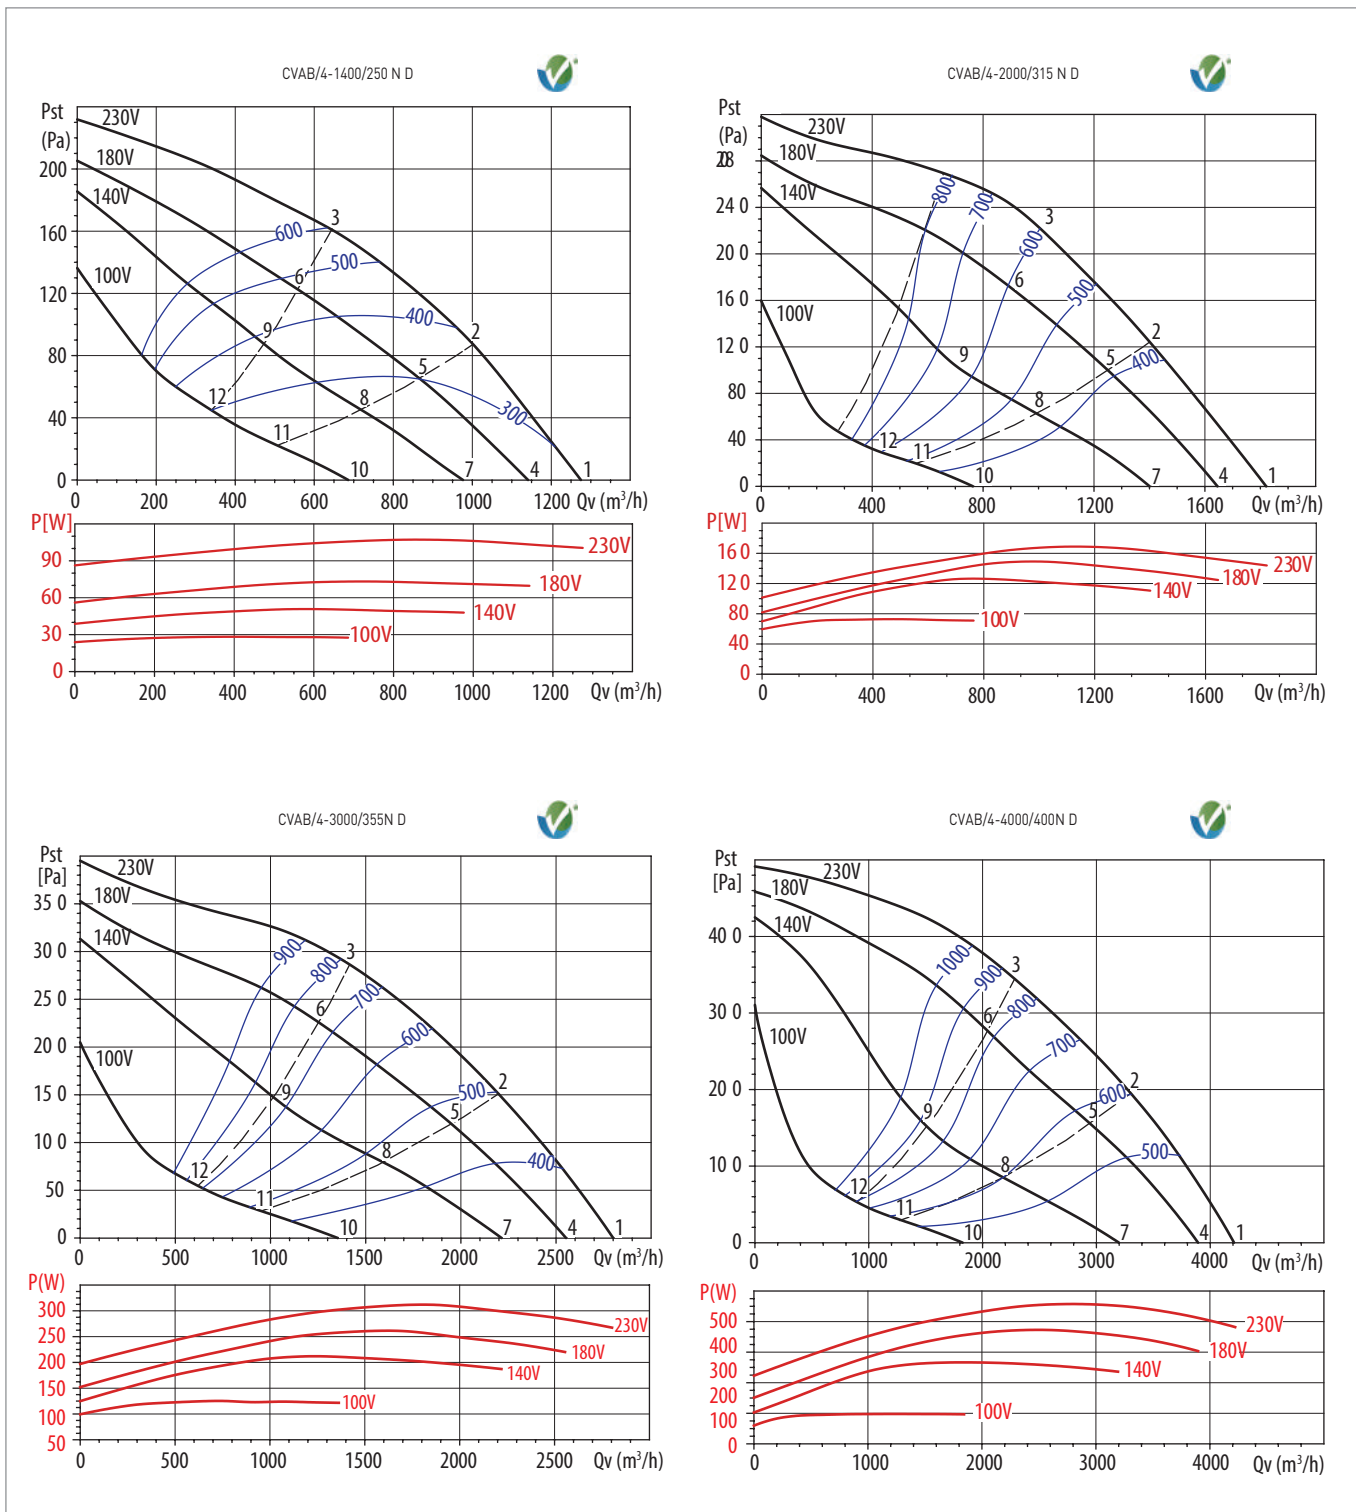 CVAB/4-1400/250 N D
Pst
(Pa)
230V
200
180V
140V
160
3
600
500
100V
6
120
400
9
2
80
5
12
8
300
40
11
0
10
7
4
1
0 200 400 600 800 1000 1200 Qv (m³/h)
P[W]
90
230V
60
180V
140V
30
100V
0
0 200 400 600 800 1000 1200 Qv (m³/h)
CVAB/4-2000/315 N D
Pst
(Pa)
230V
28 0
180V
140V
800
700
24 0
3
600
20 0
6
500
16 0
100V
2
12 0
9
5
400
80
8
40
12
11
0
10
7
4
1
0 400 800 1200 1600 Qv (m³/h)
P[W]
16 0
230V
12 0
180V
140V
80
100V
40
0
0 400 800 1200 1600 Qv (m³/h)
CVAB/4-3000/355N D
Pst
[Pa]
230V
35 0
180V
140V
30 0
900
3
800
25 0
700
6
20 0
600
100V
15 0
9
500
2
5
10 0
8
12
400
50
11
0
10
7
4
1
0 500 1000 1500 2000 2500 Qv (m³/h)
P(W)
300
230V
250
180V
200
140V
150
100V
100
50
0 500 1000 1500 2000 2500 Qv (m³/h)
CVAB/4-4000/400N D
Pst
[Pa]
230V
180V
140V
40 0
1000
900
3
800
30 0
6
100V
700
20 0
600
2
9
5
500
10 0
8
12
11
0
10
7
4
1
0 1000 2000 3000 4000 Qv (m³/h)
P(W)
500
230V
400
180V
300
140V
200
100V
100
0
0 1000 2000 3000 4000 Qv (m³/h)